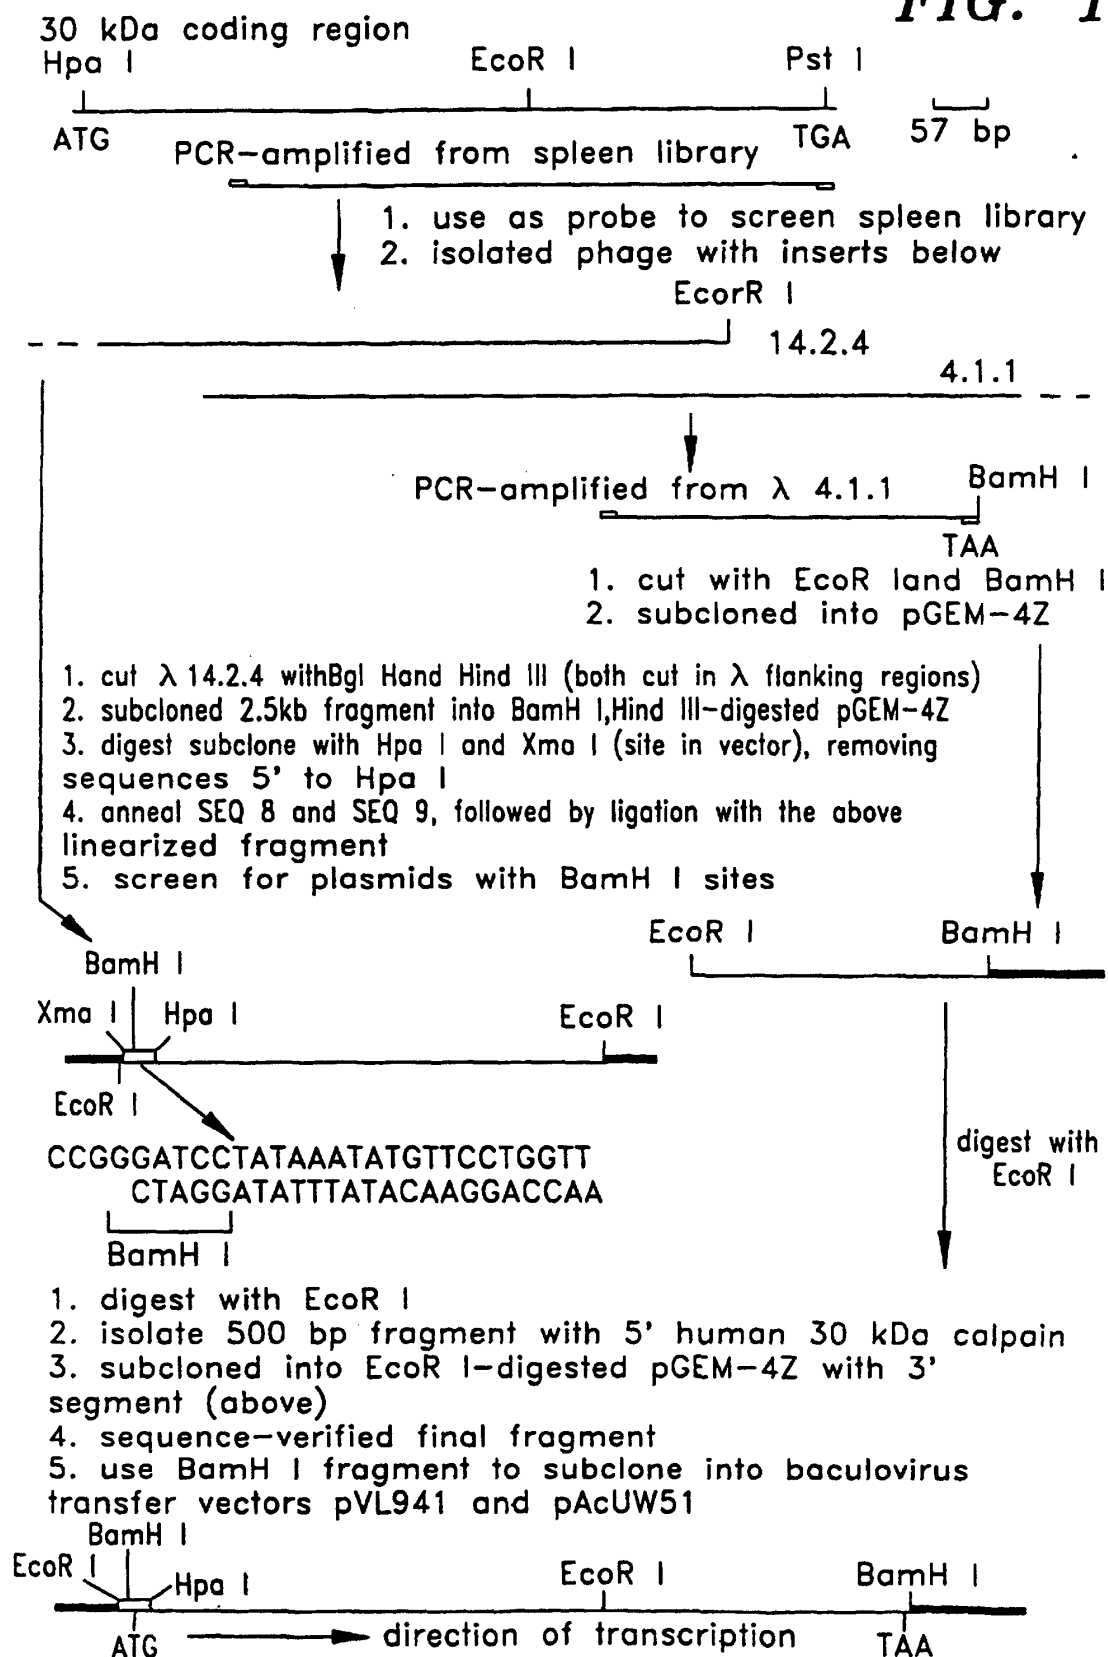 FIG. 1
30 kDa coding region
Hpa I EcoR I Pst I
ATG TGA 57 bp
PCR-amplified from spleen library
1. use as probe to screen spleen library
2. isolated phage with inserts below
EcorR I
14.2.4
4.1.1
PCR-amplified from λ 4.1.1
BamH I
TAA
1. cut with EcoR Iand BamH I
2. subcloned into pGEM-4Z
1. cut λ 14.2.4 withBgl Hand Hind III (both cut in λ flanking regions)
2. subcloned 2.5kb fragment into BamH I,Hind III-digested pGEM-4Z
3. digest subclone with Hpa I and Xma I (site in vector), removing
sequences 5' to Hpa I
4. anneal SEQ 8 and SEQ 9, followed by ligation with the above
linearized fragment
5. screen for plasmids with BamH I sites
EcoR I BamH I
BamH I
Xma I Hpa I EcoR I
EcoR I
CCGGGATCCTATAAATATGTTCCTGGTT
CTAGGATATTTATACAAGGACCAA
BamH I
digest with
EcoR I
1. digest with EcoR I
2. isolate 500 bp fragment with 5' human 30 kDa calpain
3. subcloned into EcoR I-digested pGEM-4Z with 3'
segment (above)
4. sequence-verified final fragment
5. use BamH I fragment to subclone into baculovirus
transfer vectors pVL941 and pAcUW51
BamH I
EcoR I Hpa I EcoR I BamH I
ATG direction of transcription TAA